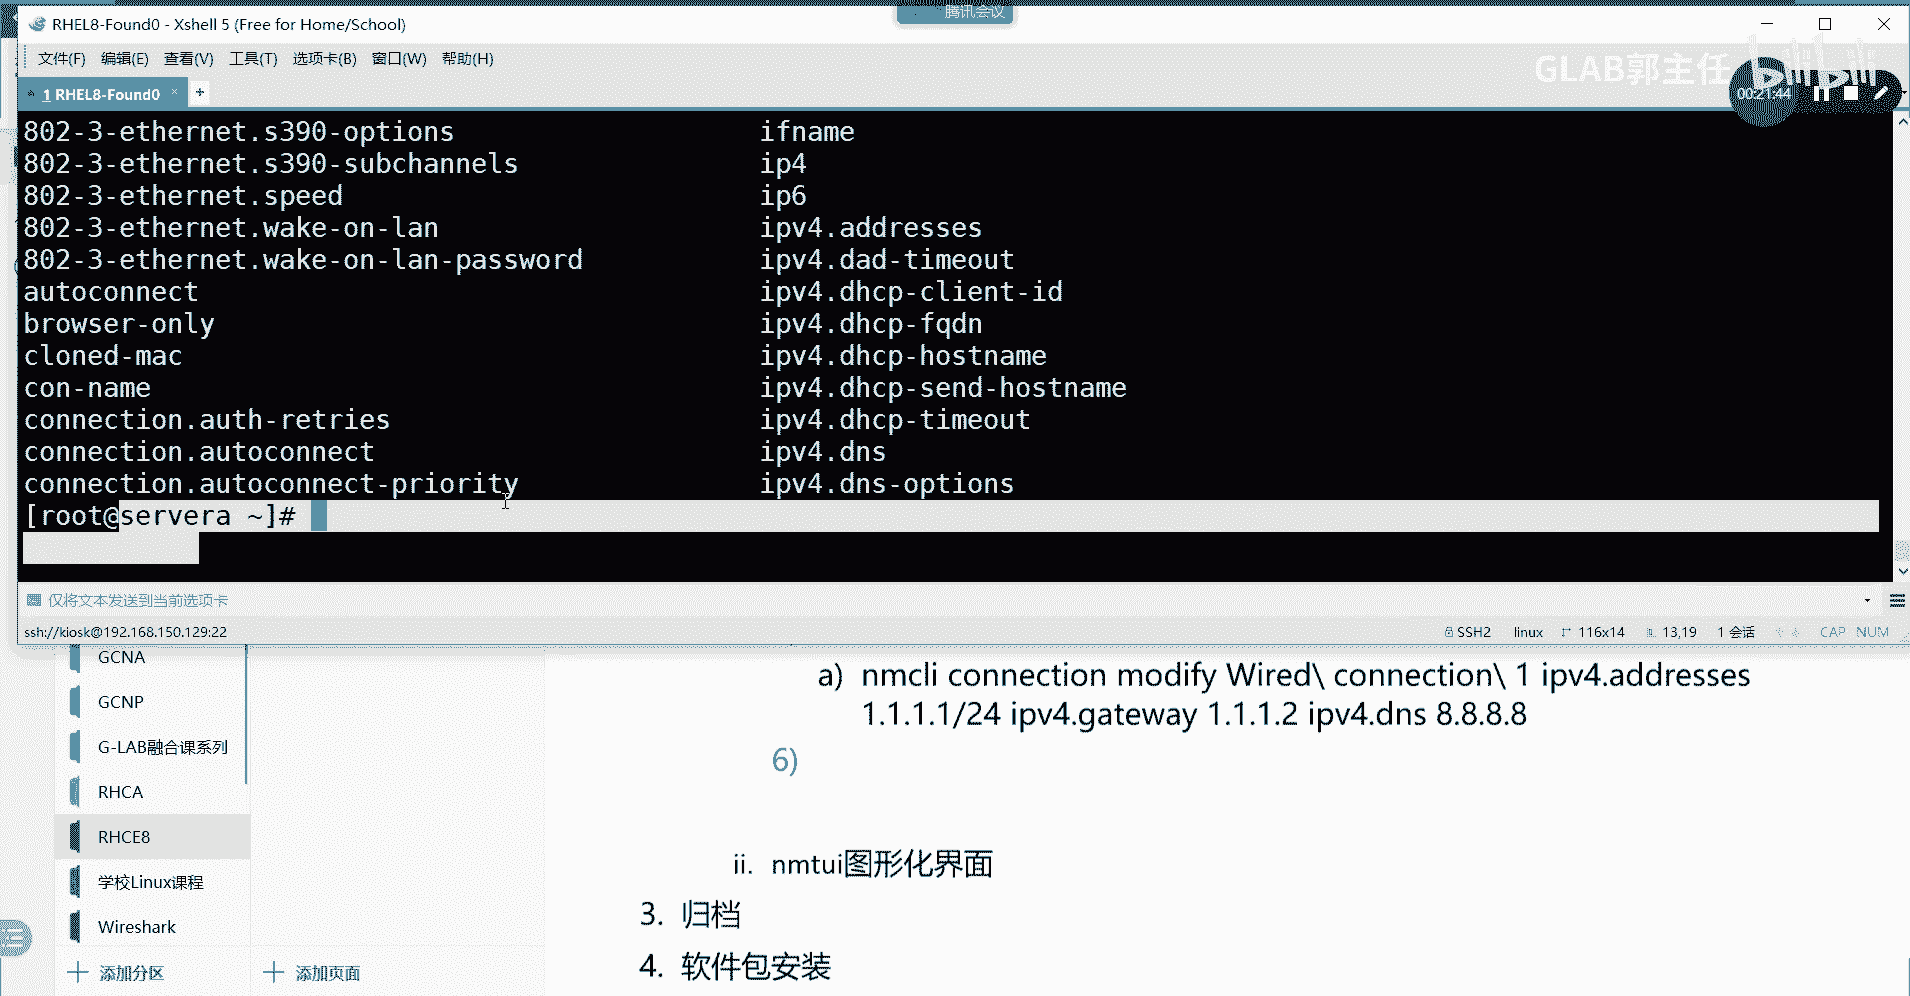 腾讯会议
RHEL8-Found0 - Xshell 5 (Free for Home/School)
文件(F) 编辑(E) 查看(V) 工具(T) 选项卡(B) 窗口(W) 帮助(H)
GLAB郭主任
bilibili
1 RHEL8-Found0 × +
00:21:44
802-3-ethernet.s390-options ifname
802-3-ethernet.s390-subchannels ip4
802-3-ethernet.speed ip6
802-3-ethernet.wake-on-lan ipv4.addresses
802-3-ethernet.wake-on-lan-password ipv4.dad-timeout
autoconnect ipv4.dhcp-client-id
browser-only ipv4.dhcp-fqdn
cloned-mac ipv4.dhcp-hostname
con-name ipv4.dhcp-send-hostname
connection.auth-retries ipv4.dhcp-timeout
connection.autoconnect ipv4.dns
connection.autoconnect-priority ipv4.dns-options
[root@servera ~]#
仅将文本发送到当前选项卡
ssh://kiosk@192.168.150.129:22 SSH2 linux 116x14 13,19 1 会话 CAP NUM
GCNA
GCNP
G-LAB融合课系列
RHCA
RHCE8
学校Linux课程
Wireshark
添加分区
添加页面
a) nmcli connection modify Wired\ connection\ 1 ipv4.addresses
1.1.1.1/24 ipv4.gateway 1.1.1.2 ipv4.dns 8.8.8.8
6)
ii. nmtui图形化界面
3. 归档
4. 软件包安装